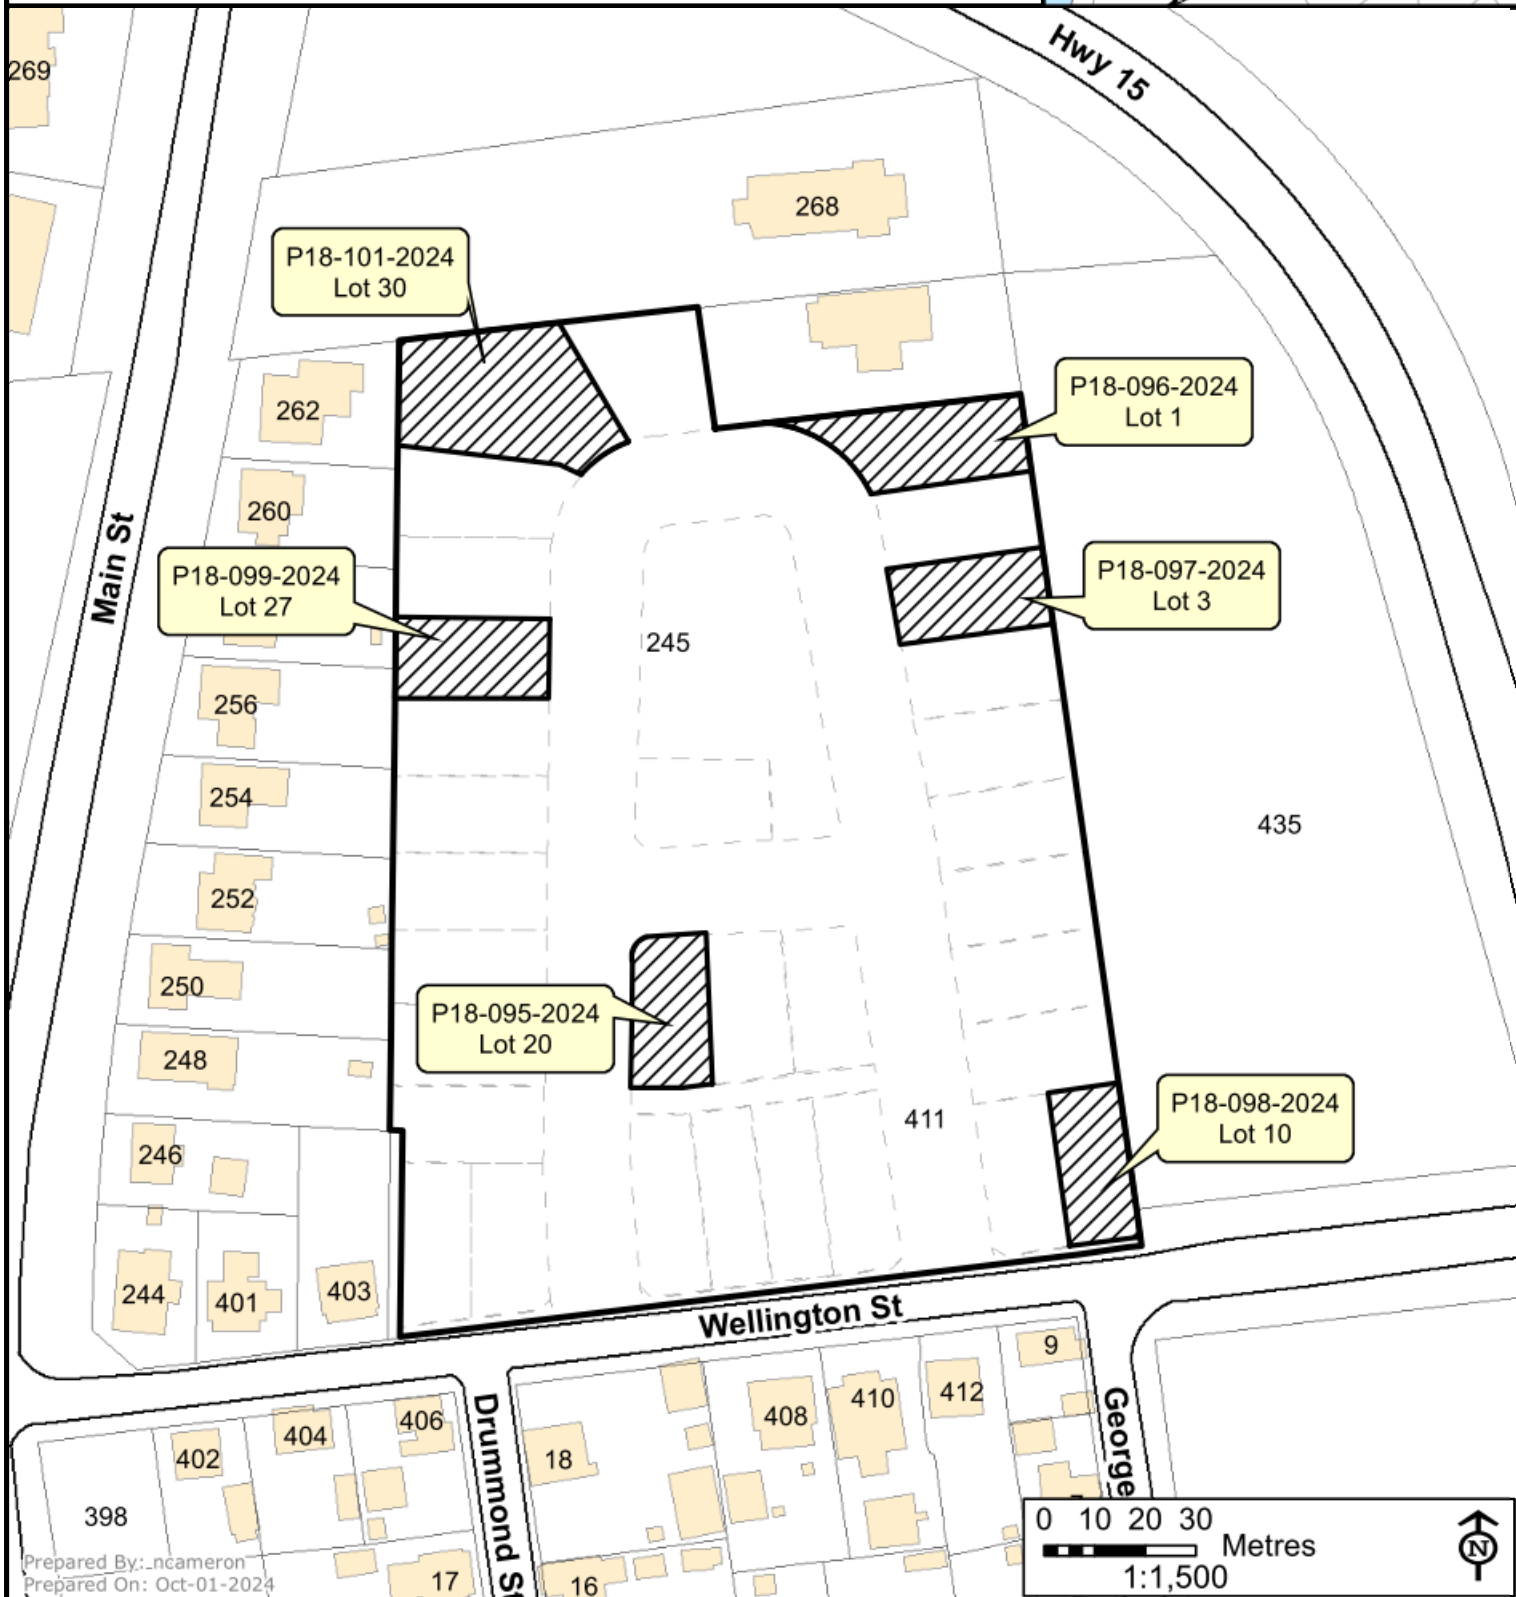 Hwy 15
269
268
P18-101-2024
Lot 30
P18-096-2024
Lot 1
262
260
Main St
P18-099-2024
Lot 27
P18-097-2024
Lot 3
245
256
254
435
252
250
P18-095-2024
Lot 20
248
411
P18-098-2024
Lot 10
246
244
401
403
Wellington St
9
412
410
408
406
404
402
18
Drummond St
George
398
17
16
0 10 20 30
Metres
1:1,500
N
Prepared By: ncameron
Prepared On: Oct-01-2024